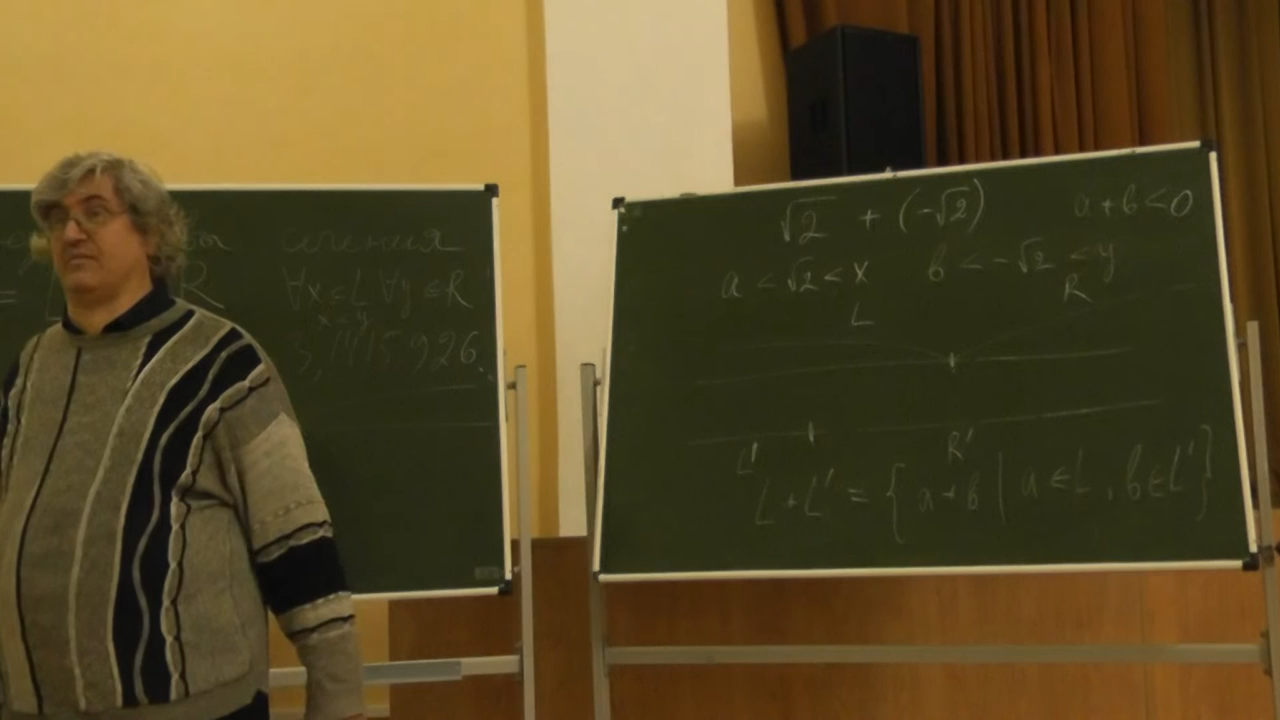 сечения
R ∀x ∈ L ∀y ∈ R
x < y
3,1415926
√2 + (-√2) a + b < 0
a < √2 < x b < -√2 < y
L R
L' R'
L + L' = { a + b | a ∈ L , b ∈ L' }